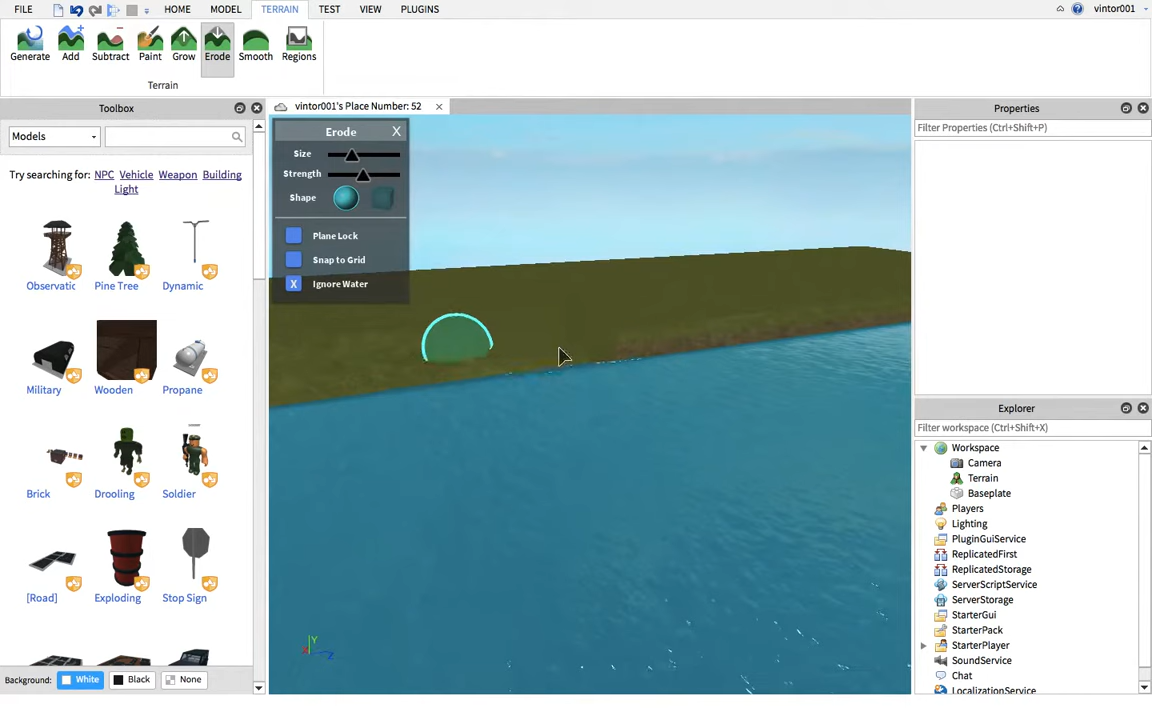 FILE HOME MODEL TERRAIN TEST VIEW PLUGINS vintor001
Generate Add Subtract Paint Grow Erode Smooth Regions
Terrain
Toolbox
Models
Try searching for: NPC Vehicle Weapon Building
Light
Observatic Pine Tree Dynamic
Military Wooden Propane
Brick Drooling Soldier
[Road] Exploding Stop Sign
Background: White Black None
vintor001's Place Number: 52
Erode X
Size
Strength
Shape
Plane Lock
Snap to Grid
X Ignore Water
Y
X
Z
Properties
Filter Properties (Ctrl+Shift+P)
Explorer
Filter workspace (Ctrl+Shift+X)
Workspace
Camera
Terrain
Baseplate
Players
Lighting
PluginGuiService
ReplicatedFirst
ReplicatedStorage
ServerScriptService
ServerStorage
StarterGui
StarterPack
StarterPlayer
SoundService
Chat
LocalizationService